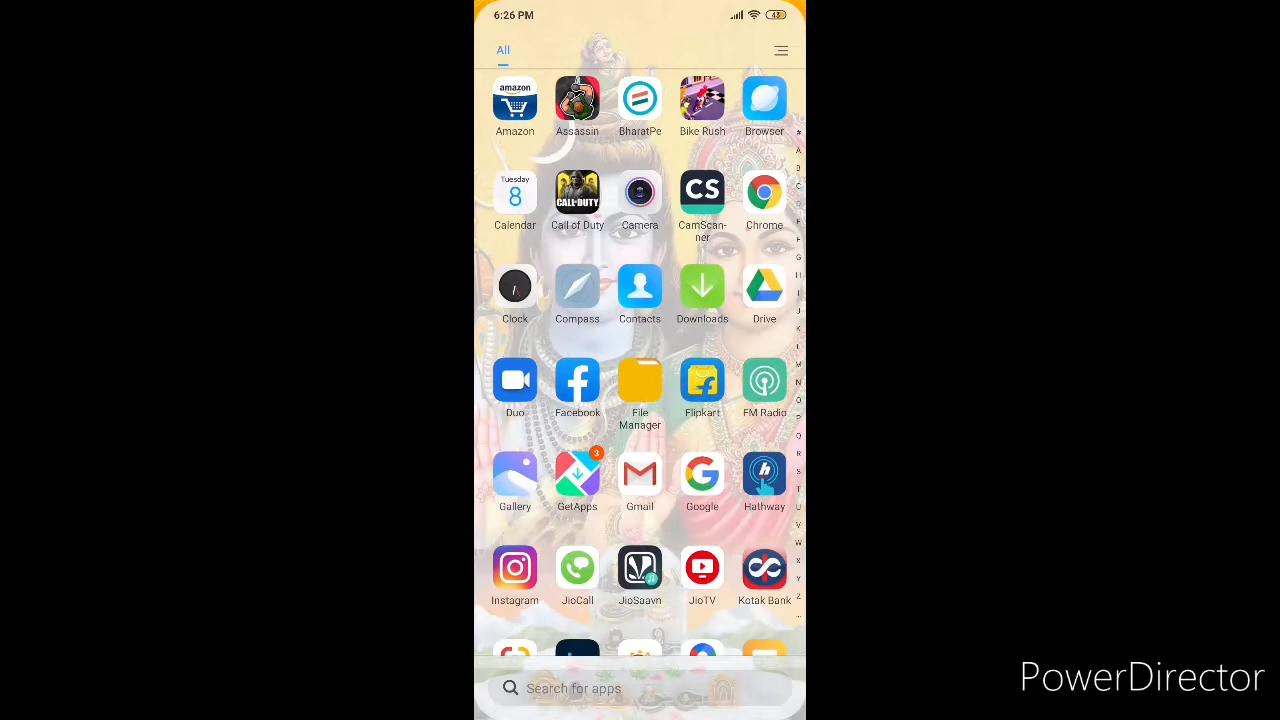 6:26 PM 43
All
amazon
Amazon Assassin BharatPe Bike Rush Browser
Tuesday
8 CALL OF DUTY CS
Calendar Call of Duty Camera CamScan-
ner Chrome
Clock Compass Contacts Downloads Drive
Duo Facebook File
Manager Flipkart FM Radio
3
Gallery GetApps Gmail Google Hathway
Instagram JioCall JioSaavn JioTV Kotak Bank
Search for apps
PowerDirector
#
A
B
C
D
E
F
G
H
I
J
K
L
M
N
O
P
Q
R
S
T
U
V
W
X
Y
Z
...